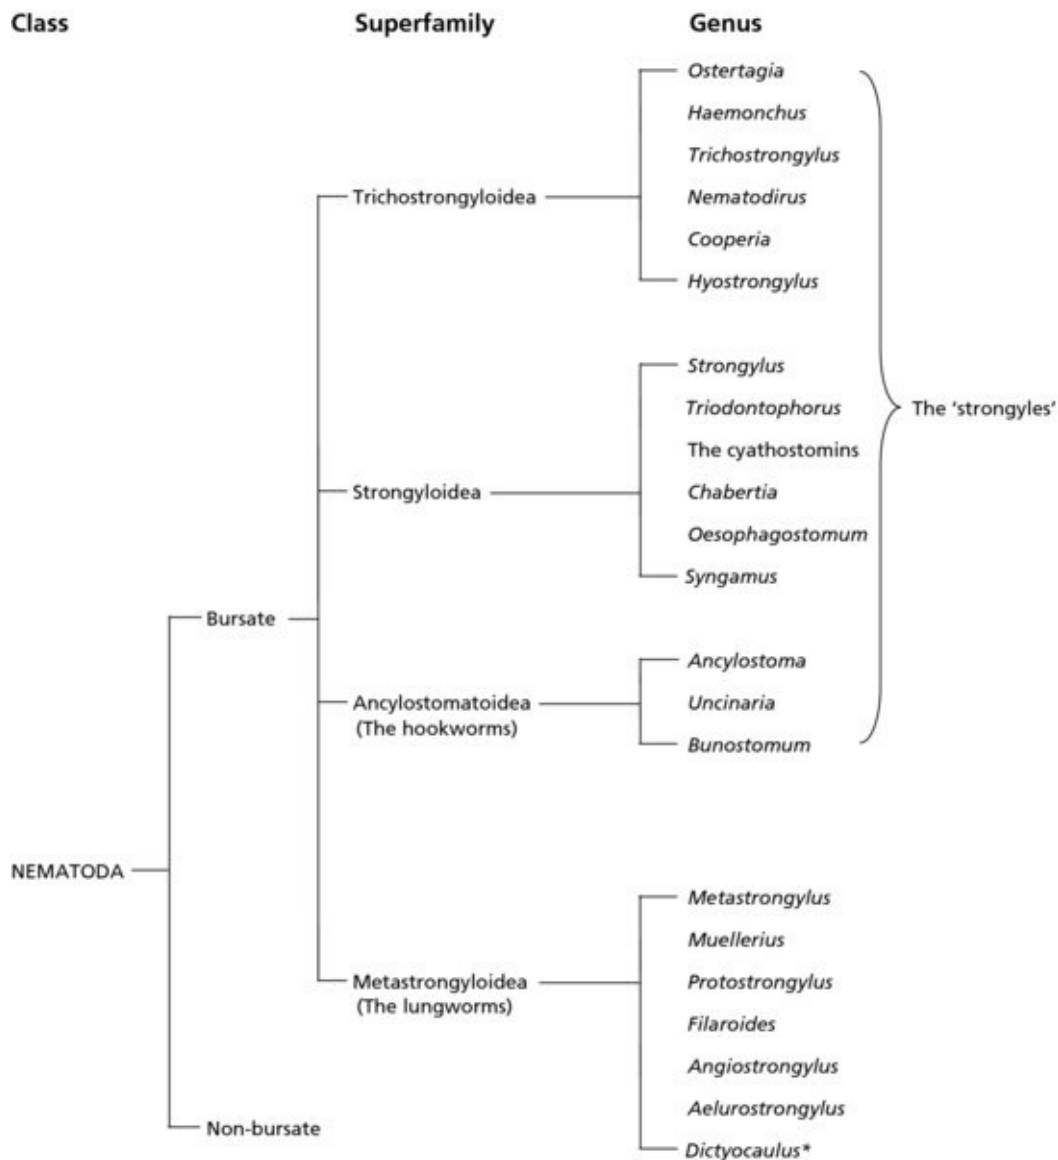 Class Superfamily Genus
Ostertagia
Haemonchus
Trichostrongylus
Trichostrongyloidea
Nematodirus
Cooperia
Hyostrongylus
Strongylus
Triodontophorus
The 'strongyles'
The cyathostomins
Strongyloidea
Chabertia
Oesophagostomum
Syngamus
Bursate
Ancylostoma
Ancylostomatoidea
(The hookworms)
Uncinaria
Bunostomum
NEMATODA
Metastrongylus
Muellerius
Metastrongyloidea
(The lungworms)
Protostrongylus
Filaroides
Angiostrongylus
Aelurostrongylus
Non-bursate
Dictyocaulus*